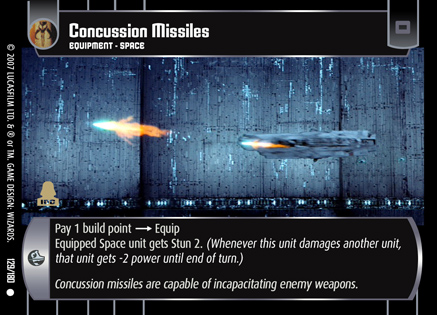 Concussion Missiles
EQUIPMENT - SPACE
© 2007 LUCASFILM LTD. & ® or TM. GAME DESIGN: WIZARDS.
125/180
IDC
Pay 1 build point → Equip
Equipped Space unit gets Stun 2. (Whenever this unit damages another unit,
that unit gets -2 power until end of turn.)
Concussion missiles are capable of incapacitating enemy weapons.